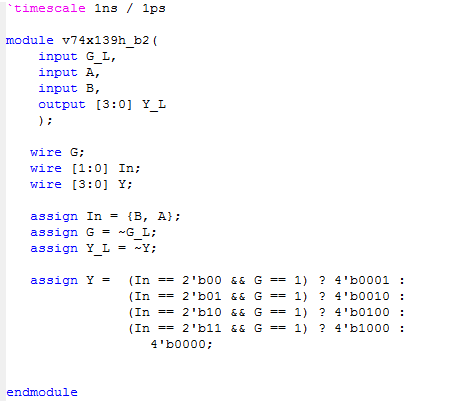 `timescale 1ns / 1ps
module v74x139h_b2(
input G_L,
input A,
input B,
output [3:0] Y_L
);
wire G;
wire [1:0] In;
wire [3:0] Y;
assign In = {B, A};
assign G = ~G_L;
assign Y_L = ~Y;
assign Y = (In == 2'b00 && G == 1) ? 4'b0001 :
(In == 2'b01 && G == 1) ? 4'b0010 :
(In == 2'b10 && G == 1) ? 4'b0100 :
(In == 2'b11 && G == 1) ? 4'b1000 :
4'b0000;
endmodule